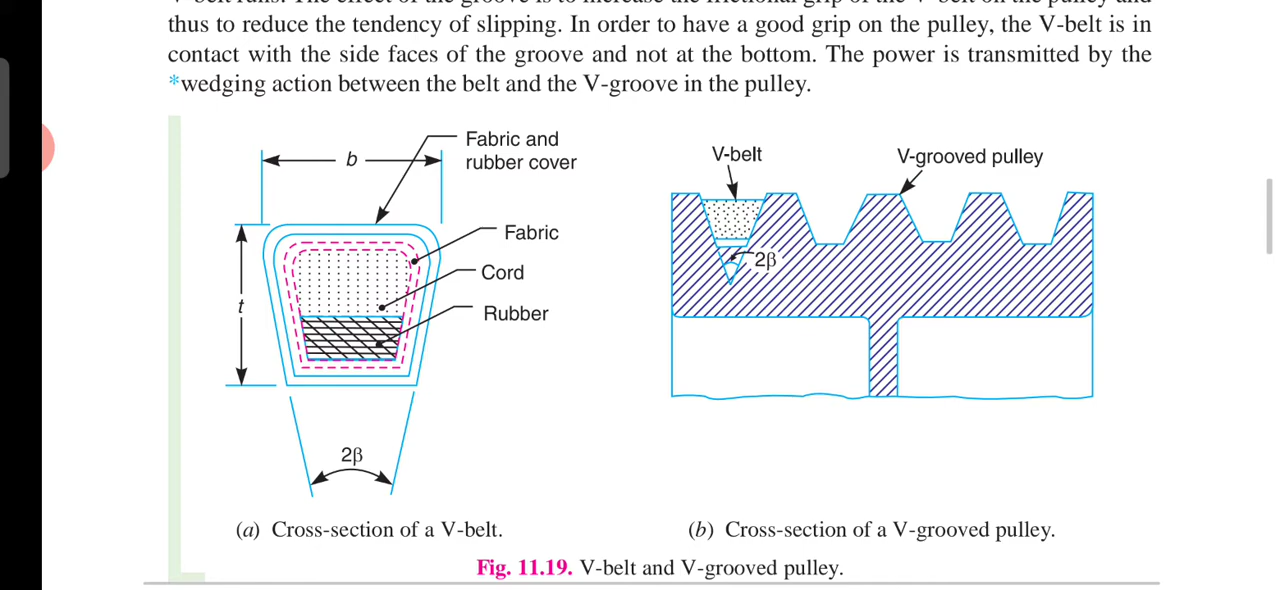 thus to reduce the tendency of slipping. In order to have a good grip on the pulley, the V-belt is in
contact with the side faces of the groove and not at the bottom. The power is transmitted by the
*wedging action between the belt and the V-groove in the pulley.
Fabric and
rubber cover
b
Fabric
Cord
t
Rubber
2β
V-belt
V-grooved pulley
2β
(a) Cross-section of a V-belt.
(b) Cross-section of a V-grooved pulley.
Fig. 11.19. V-belt and V-grooved pulley.